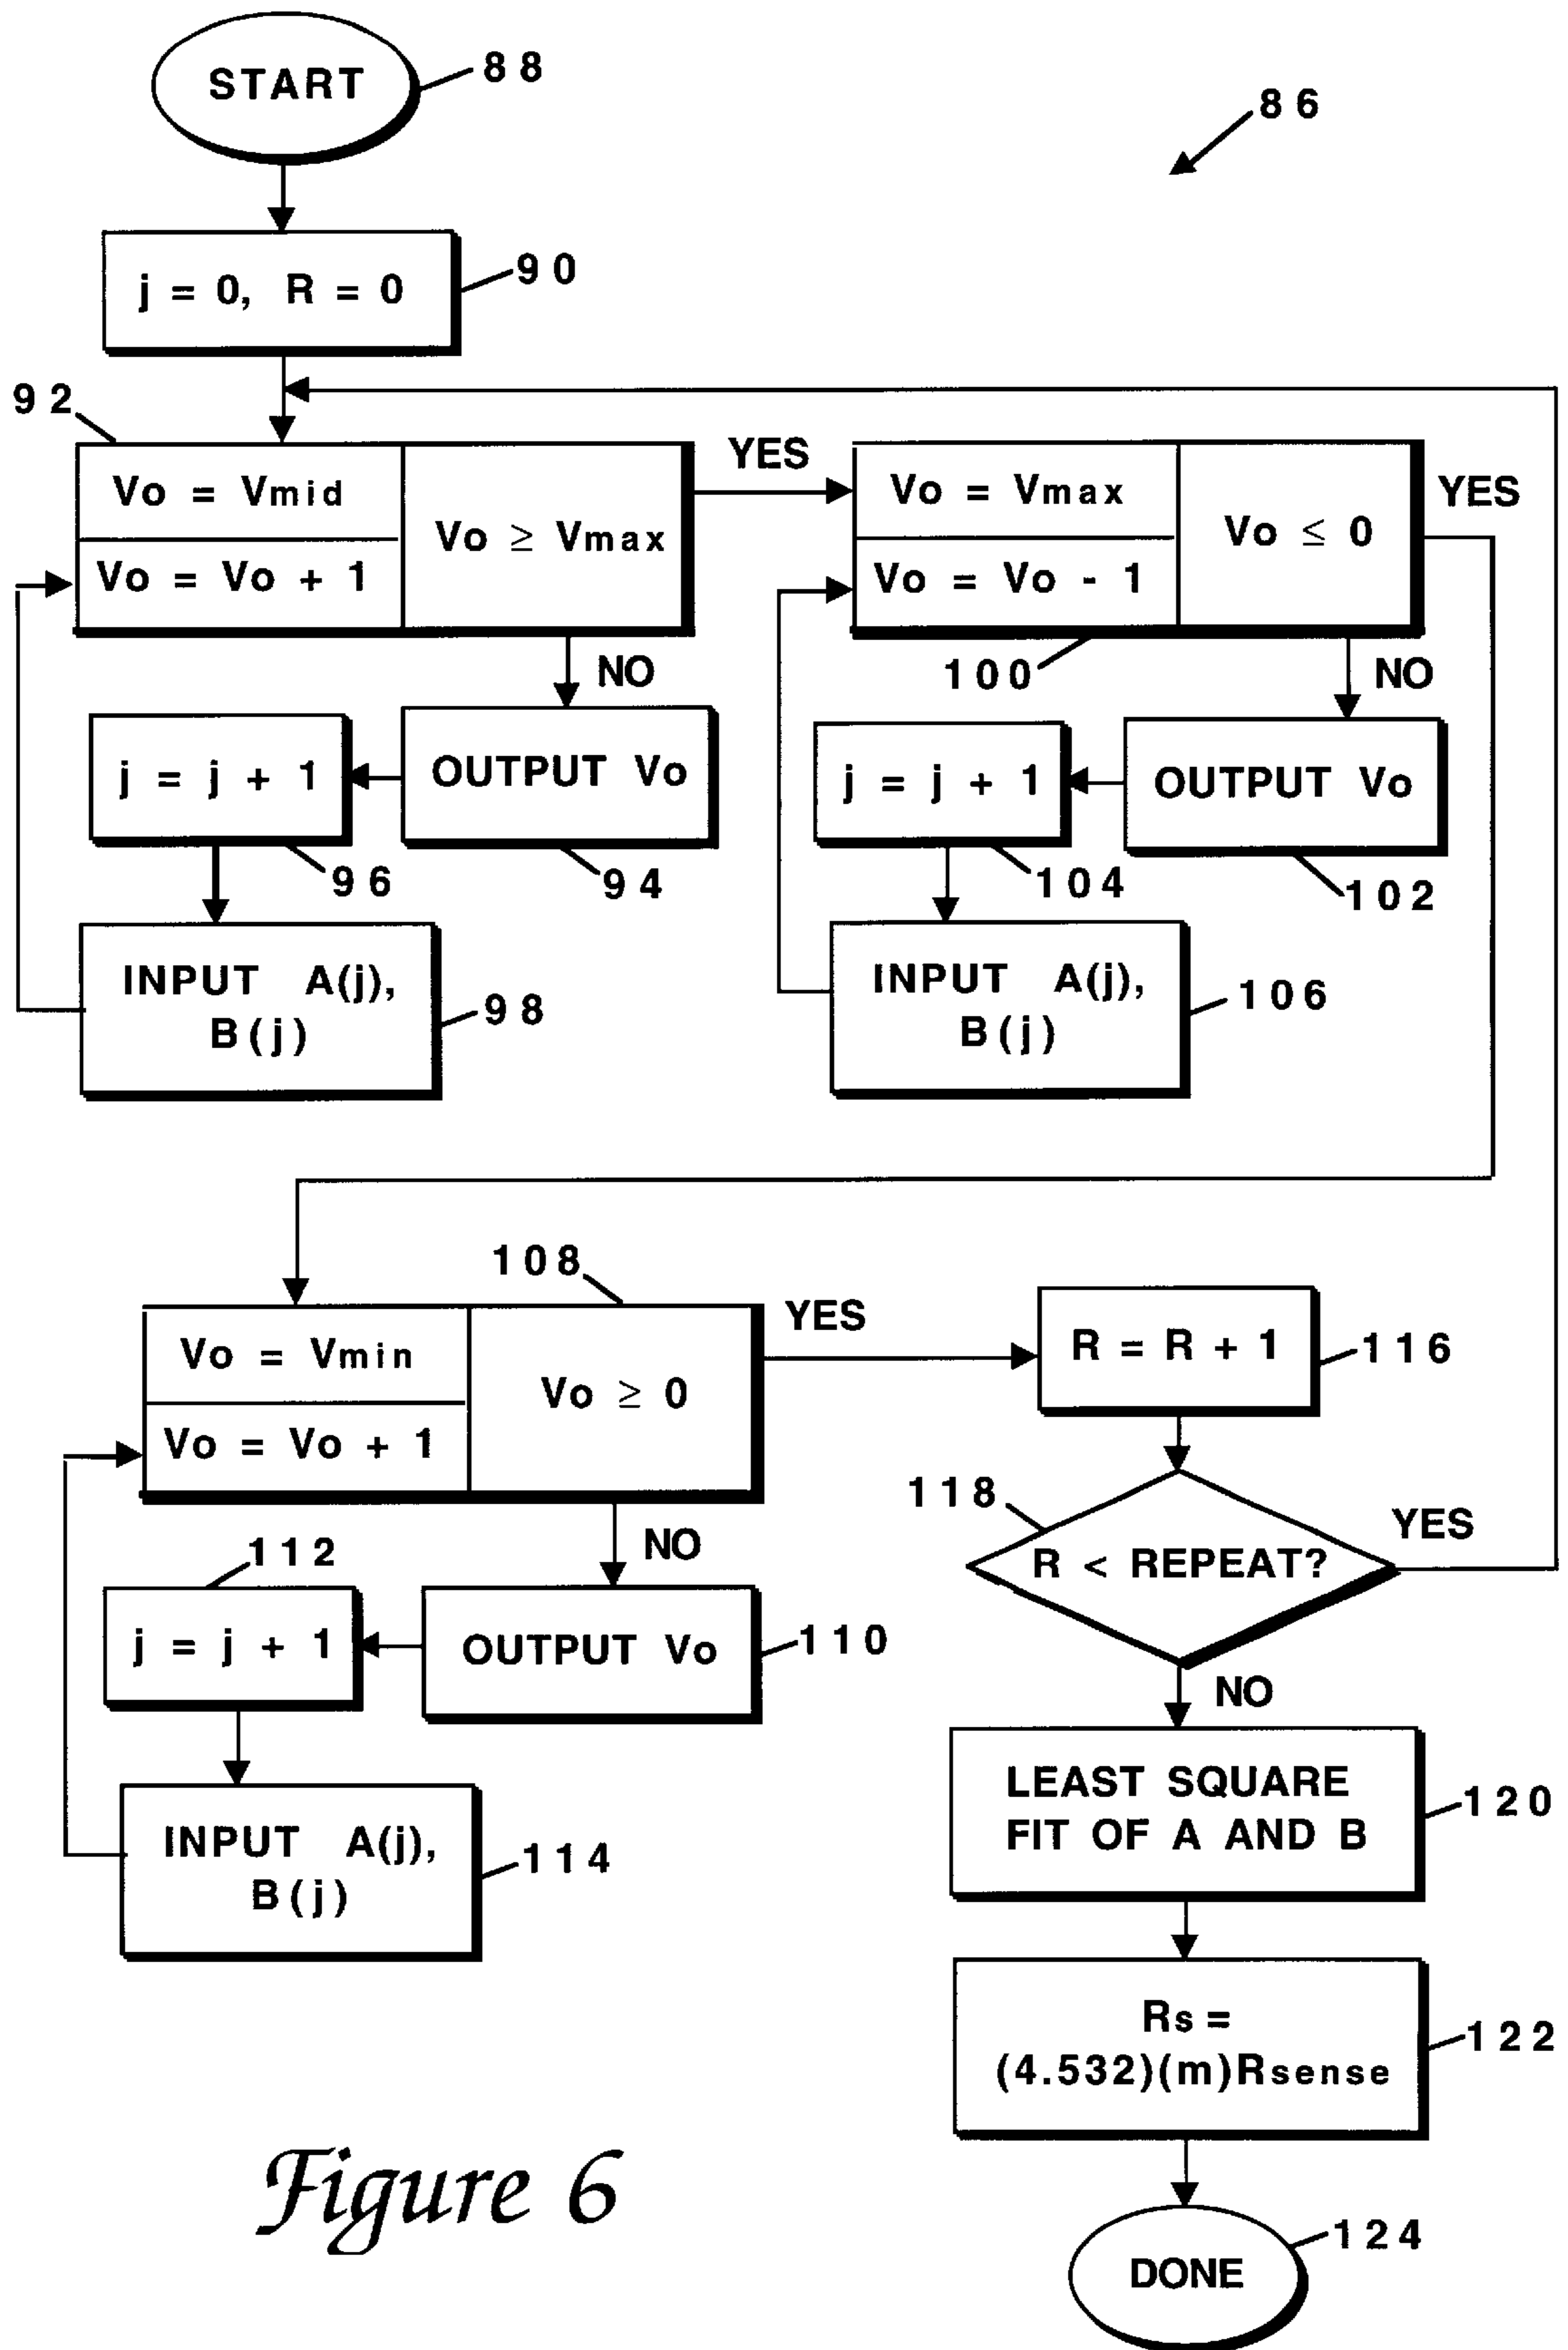 START
88
86
j = 0, R = 0
90
92
Vo = Vmid
Vo = Vo + 1
Vo ≥ Vmax
YES
Vo = Vmax
Vo = Vo - 1
Vo ≤ 0
YES
NO
100
NO
j = j + 1
OUTPUT Vo
96
94
j = j + 1
OUTPUT Vo
104
102
INPUT A(j),
B(j)
98
INPUT A(j),
B(j)
106
108
Vo = Vmin
Vo = Vo + 1
Vo ≥ 0
YES
R = R + 1
116
118
R < REPEAT?
YES
NO
112
j = j + 1
OUTPUT Vo
110
NO
INPUT A(j),
B(j)
114
LEAST SQUARE
FIT OF A AND B
120
Rs =
(4.532)(m)Rsense
122
Figure 6
DONE
124